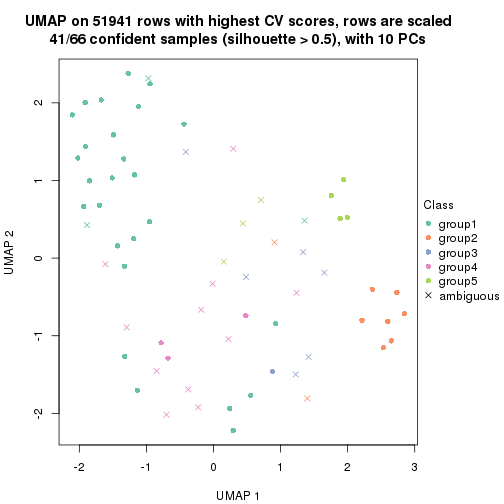 UMAP on 51941 rows with highest CV scores, rows are scaled
41/66 confident samples (silhouette > 0.5), with 10 PCs
2
1
0
-1
-2
UMAP 2
-2
-1
0
1
2
3
UMAP 1
Class
group1
group2
group3
group4
group5
ambiguous